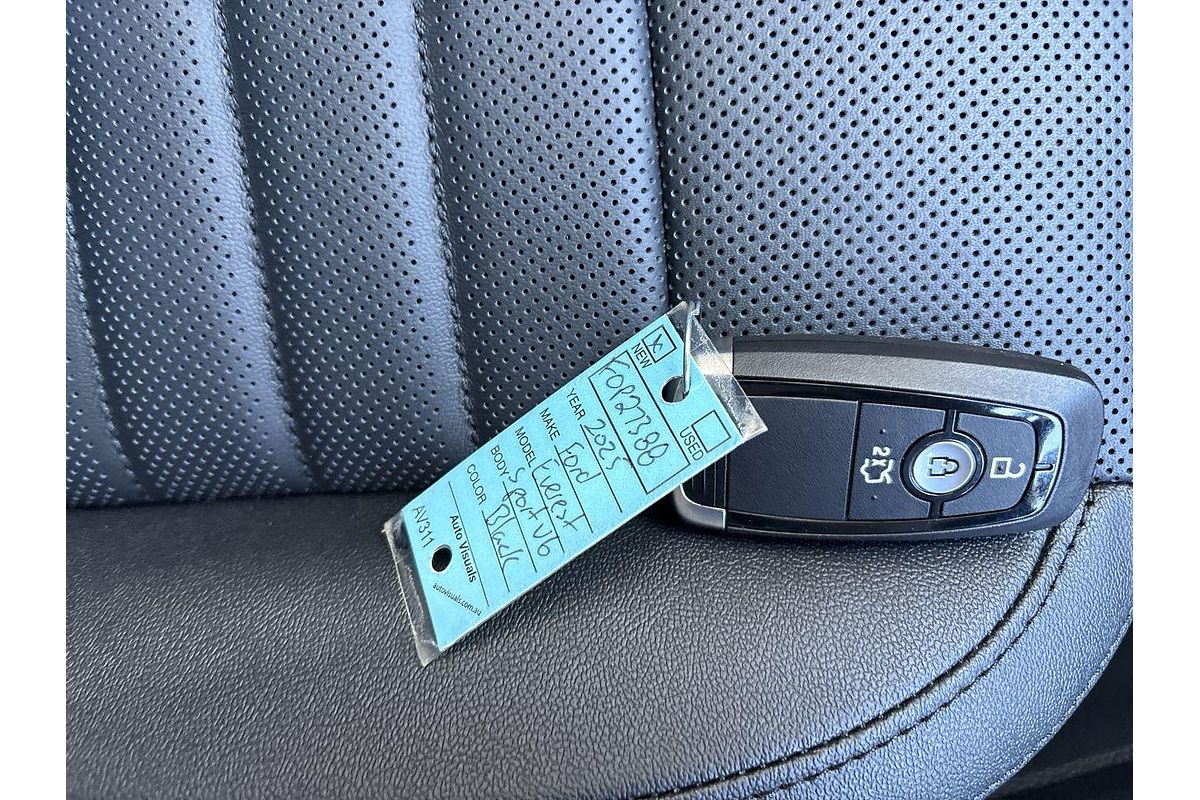 NEW X
USED
FOP27388
YEAR 2025
MAKE Ford
MODEL Everest
BODY Sport V6
COLOR Black
Auto Visuals
AV311
autovisuals.com.au
2X